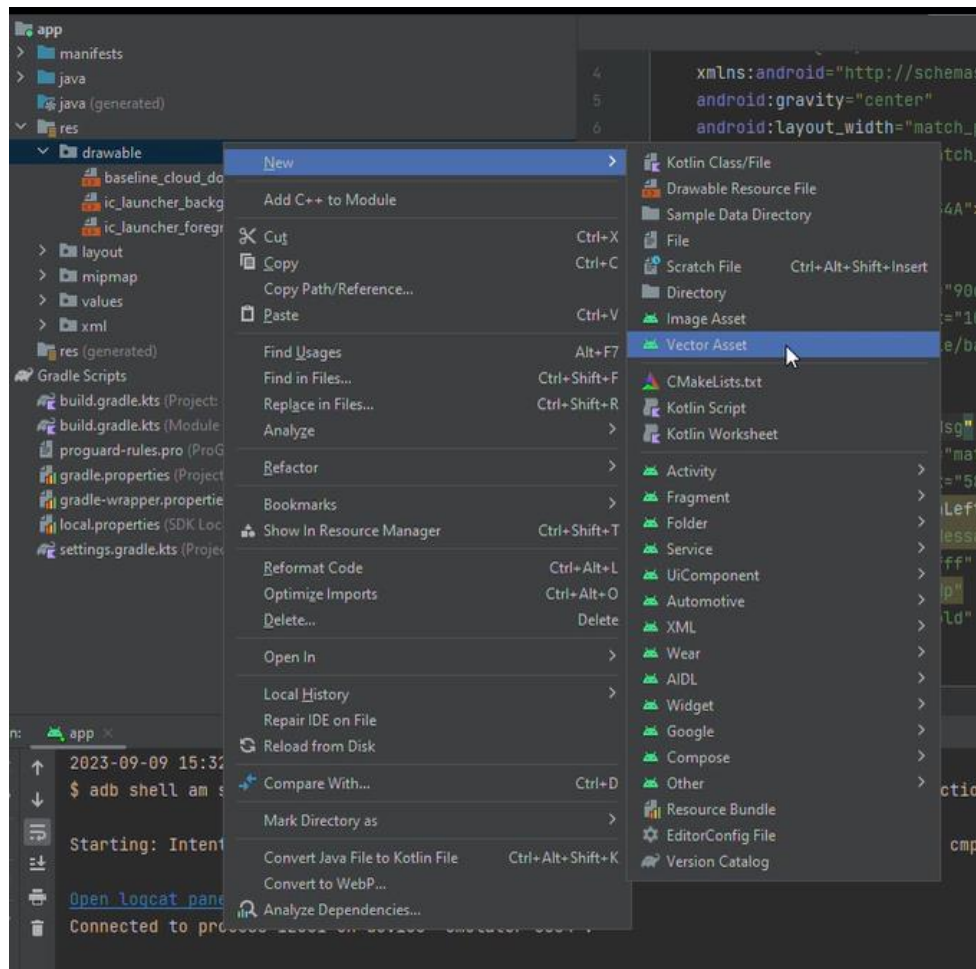 app
manifests
java
java (generated)
res
drawable
baseline_cloud_do
ic_launcher_backg
ic_launcher_foregr
layout
mipmap
values
xml
res (generated)
Gradle Scripts
build.gradle.kts (Project:
build.gradle.kts (Module
proguard-rules.pro (ProG
gradle.properties (Project
gradle-wrapper.propertie
local.properties (SDK Loc
settings.gradle.kts (Projec
4 xmlns:android="http://schema
5 android:gravity="center"
6 android:layout_width="match_
New
Add C++ to Module
Cut Ctrl+X
Copy Ctrl+C
Copy Path/Reference...
Paste Ctrl+V
Find Usages Alt+F7
Find in Files... Ctrl+Shift+F
Replace in Files... Ctrl+Shift+R
Analyze
Refactor
Bookmarks
Show In Resource Manager Ctrl+Shift+T
Reformat Code Ctrl+Alt+L
Optimize Imports Ctrl+Alt+O
Delete... Delete
Open In
Local History
Repair IDE on File
Reload from Disk
Compare With... Ctrl+D
Mark Directory as
Convert Java File to Kotlin File Ctrl+Alt+Shift+K
Convert to WebP...
Analyze Dependencies...
Kotlin Class/File
Drawable Resource File
Sample Data Directory
File
Scratch File Ctrl+Alt+Shift+Insert
Directory
Image Asset
Vector Asset
CMakeLists.txt
Kotlin Script
Kotlin Worksheet
Activity
Fragment
Folder
Service
UiComponent
Automotive
XML
Wear
AIDL
Widget
Google
Compose
Other
Resource Bundle
EditorConfig File
Version Catalog
app
2023-09-09 15:32
$ adb shell am s
Starting: Intent
cmp
Open logcat pane
Connected to